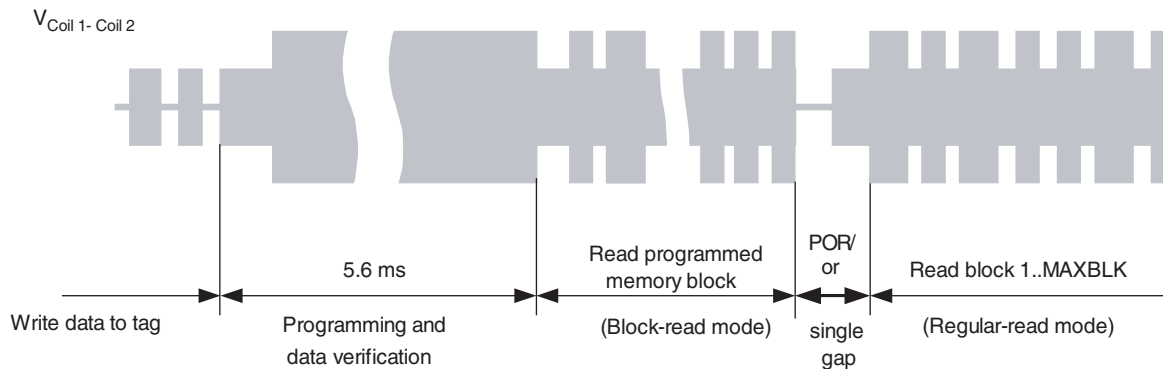 V Coil 1- Coil 2
5.6 ms
Read programmed
memory block
POR/
or
Read block 1..MAXBLK
Write data to tag
Programming and
data verification
(Block-read mode)
single
gap
(Regular-read mode)